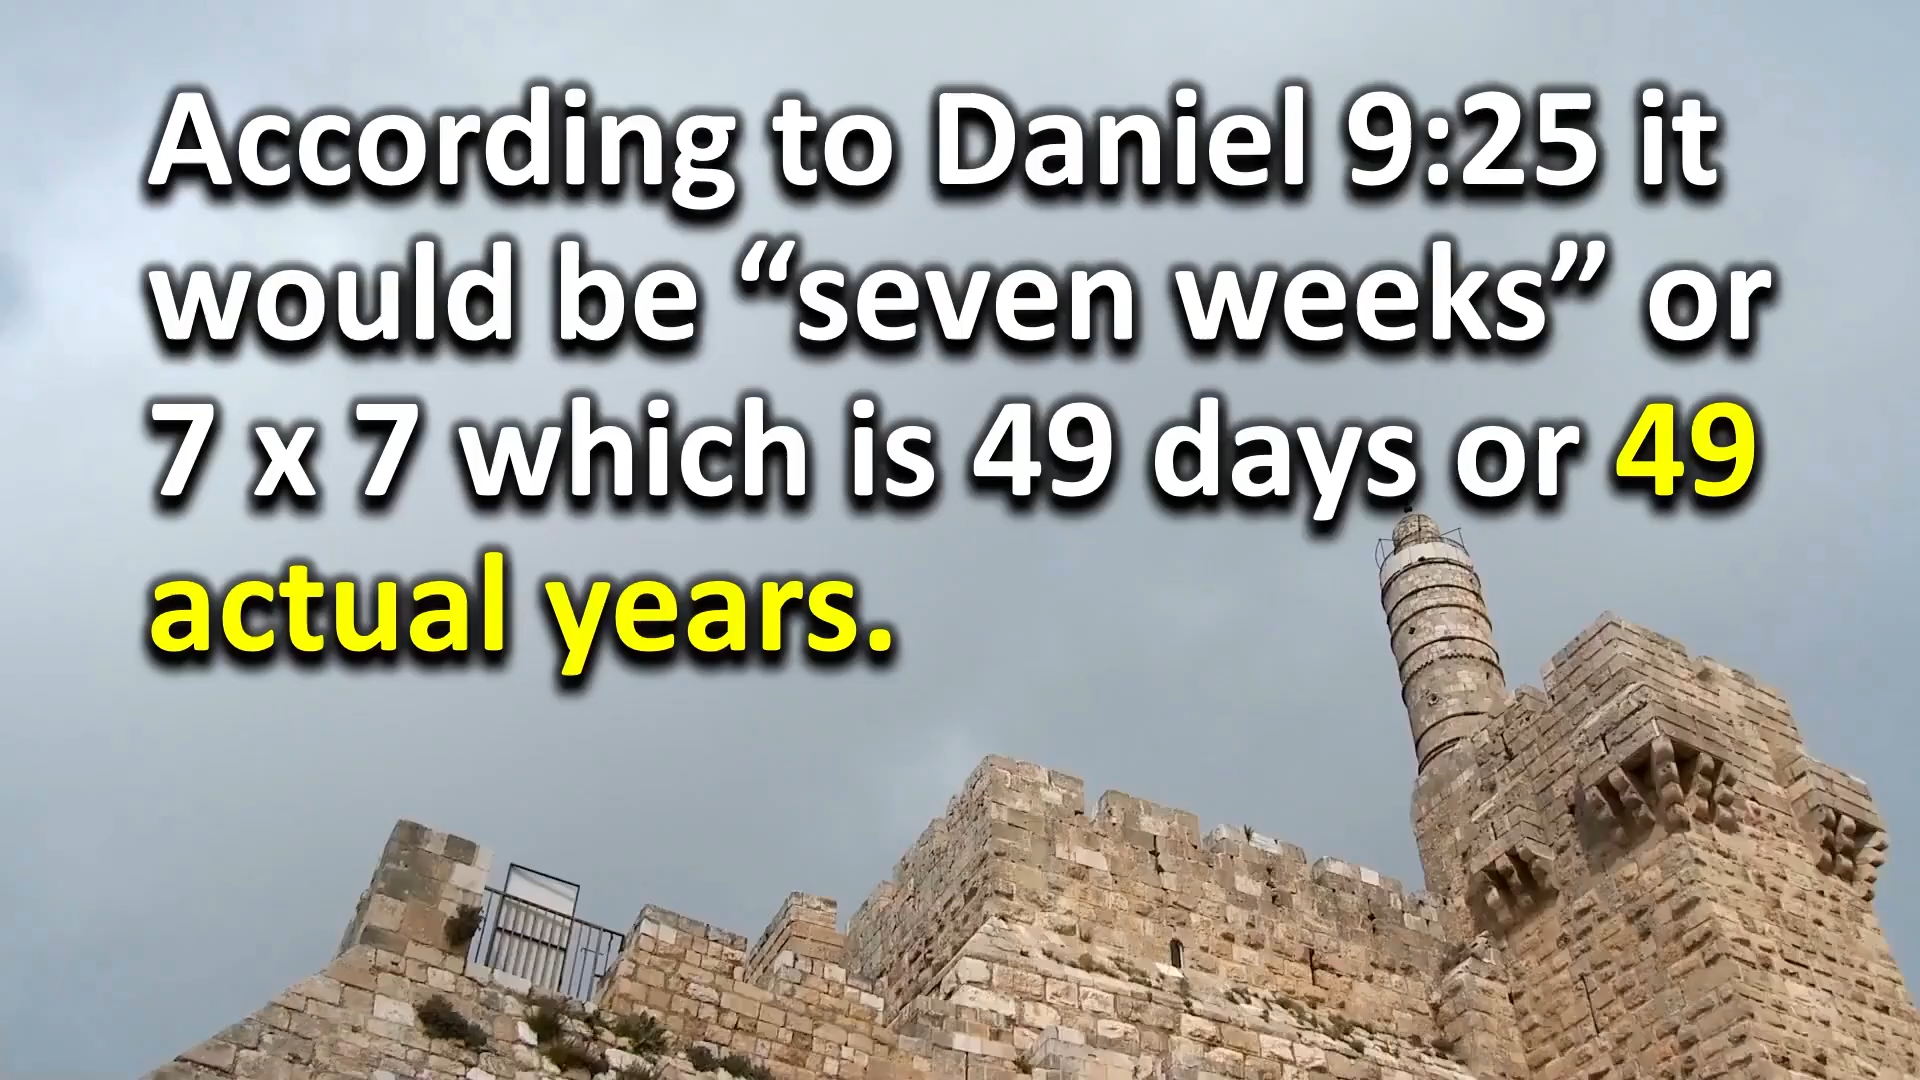 According to Daniel 9:25 it
would be “seven weeks” or
7 x 7 which is 49 days or 49
actual years.